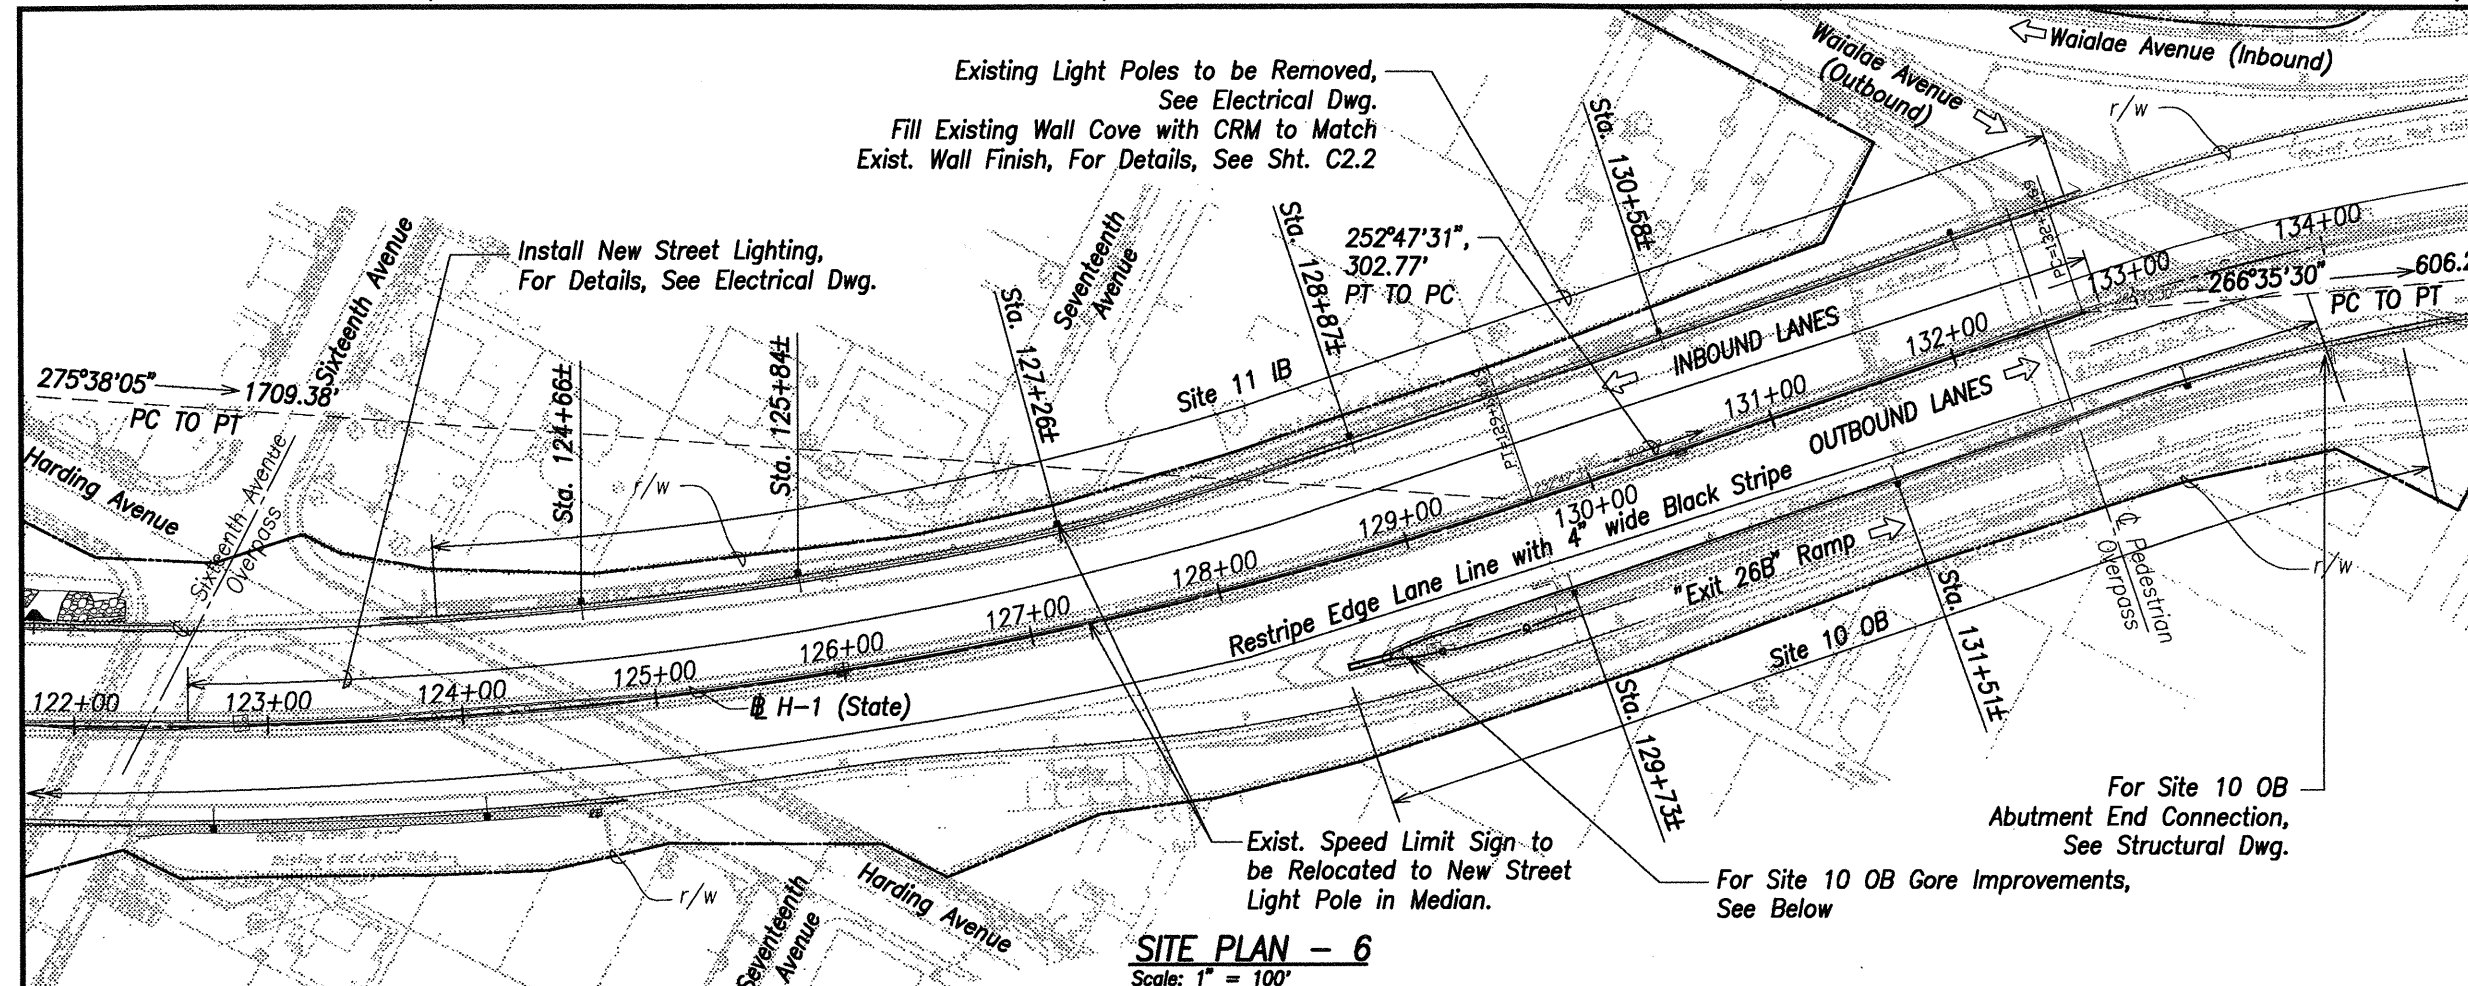 Waialae Avenue (Inbound)
Waialae Avenue
(Outbound)
r/w
Existing Light Poles to be Removed,
See Electrical Dwg.
Fill Existing Wall Cove with CRM to Match
Exist. Wall Finish, For Details, See Sht. C2.2
Sta. 130+58±
Sta. 128+87±
252°47'31",
302.77'
PT TO PC
Seventeenth
Avenue
Sixteenth Avenue
Install New Street Lighting,
For Details, See Electrical Dwg.
Sta. 127+26±
Sta. 125+84±
Sta. 124+66±
134+00
133+00
266°35'30"
PC TO PT
INBOUND LANES
132+00
131+00
OUTBOUND LANES
Site 11 IB
275°38'05"
1709.38'
PC TO PT
Harding Avenue
Sixteenth Avenue
Overpass
r/w
130+00
129+00
128+00
127+00
126+00
125+00
124+00
123+00
122+00
Restripe Edge Lane Line with 4" wide Black Stripe
"Exit 26B" Ramp
Site 10 OB
Pedestrian
Overpass
r/w
H-1 (State)
Sta. 131+51±
Sta. 129+73±
Exist. Speed Limit Sign to
be Relocated to New Street
Light Pole in Median.
For Site 10 OB
Abutment End Connection,
See Structural Dwg.
For Site 10 OB Gore Improvements,
See Below
r/w
Seventeenth
Avenue
Harding Avenue
SITE PLAN - 6
Scale: 1" = 100'